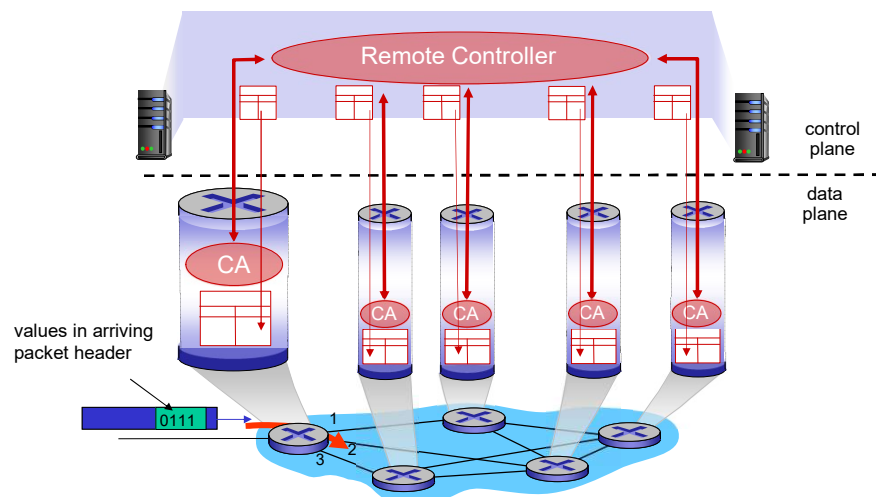 Remote Controller
control
plane
data
plane
CA
CA
CA
CA
CA
values in arriving
packet header
0111
1
2
3